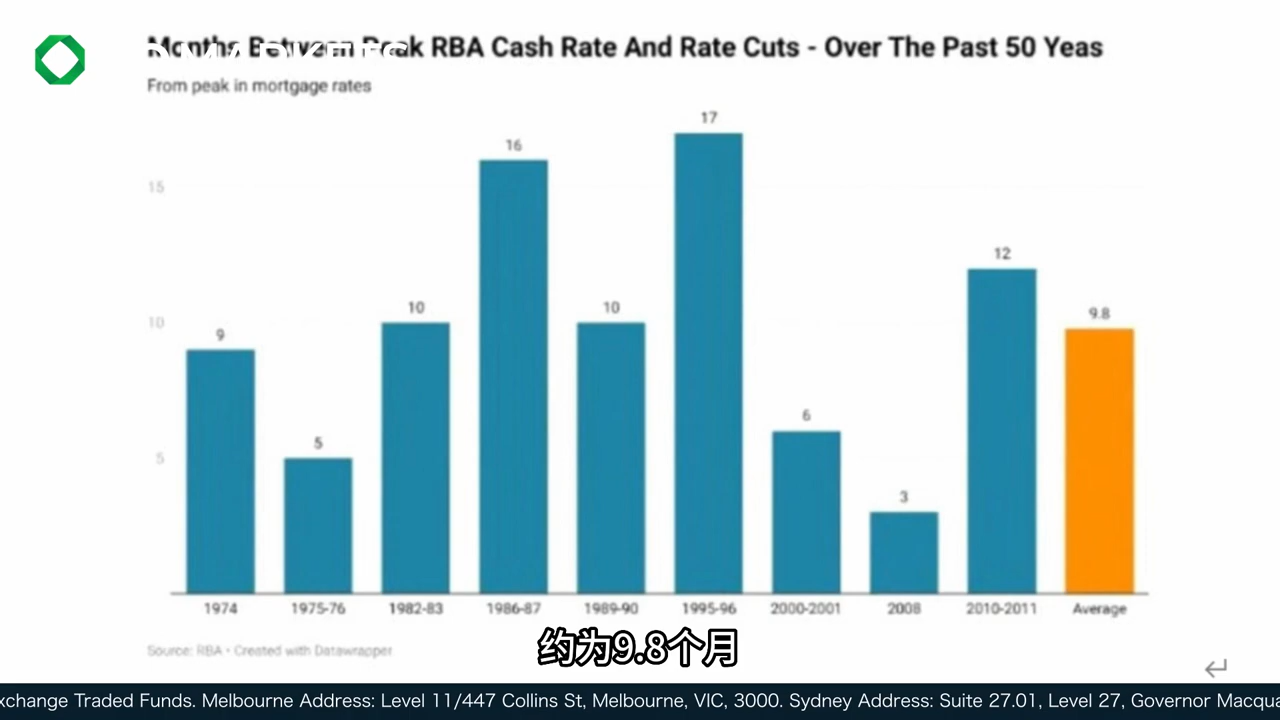 Months Between Peak RBA Cash Rate And Rate Cuts - Over The Past 50 Yeas
From peak in mortgage rates
17
16
15
12
10
10
9.8
10
9
6
5
5
3
1974 1975-76 1982-83 1986-87 1989-90 1995-96 2000-2001 2008 2010-2011 Average
约为9.8个月
Source: RBA • Created with Datawrapper
xchange Traded Funds. Melbourne Address: Level 11/447 Collins St, Melbourne, VIC, 3000. Sydney Address: Suite 27.01, Level 27, Governor Macqua